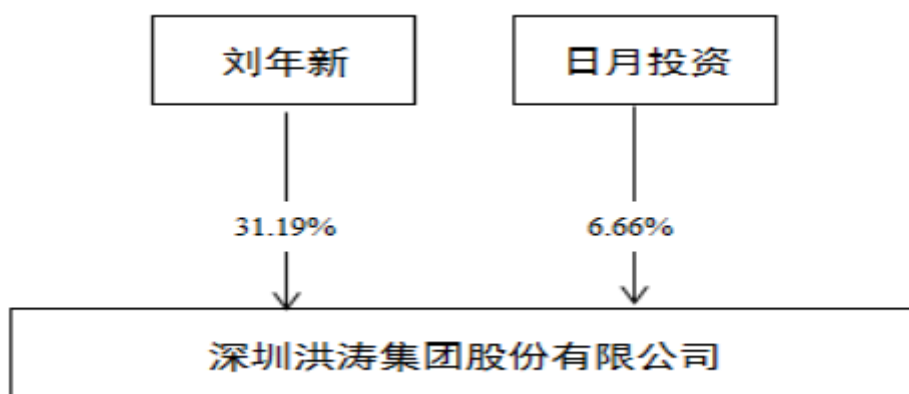 刘年新
日月投资
31.19%
6.66%
深圳洪涛集团股份有限公司